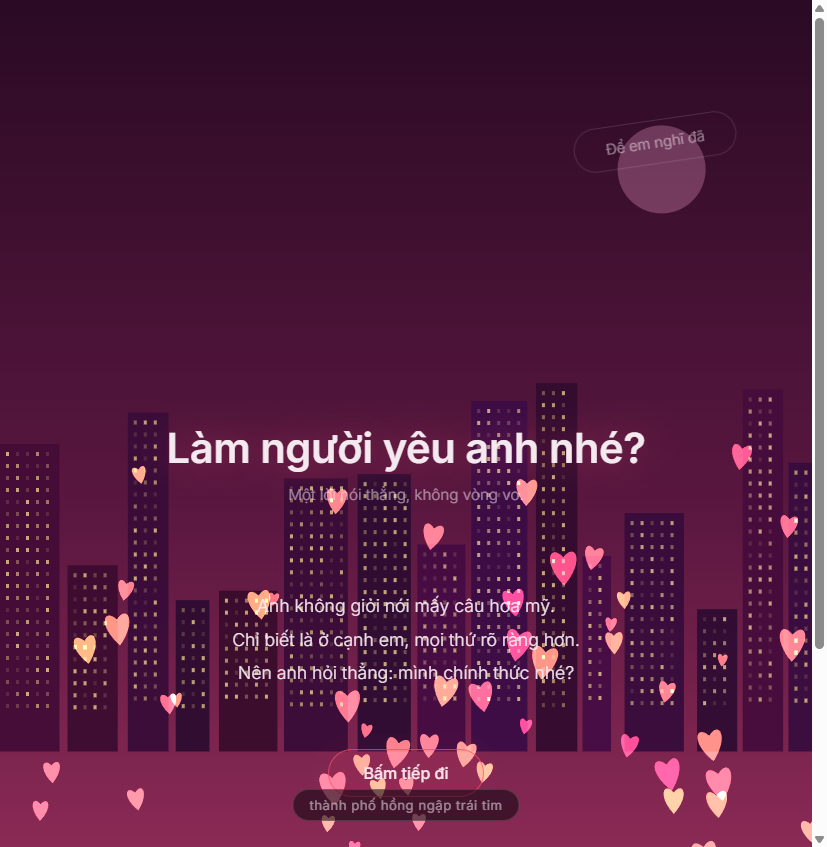 Để em nghĩ đã
Làm người yêu anh nhé?
Một lời nói thẳng, không vòng vo.
Anh không giỏi nói mấy câu hoa mỹ.
Chỉ biết là ở cạnh em, mọi thứ rõ ràng hơn.
Nên anh hỏi thẳng: mình chính thức nhé?
Bấm tiếp đi
thành phố hồng ngập trái tim